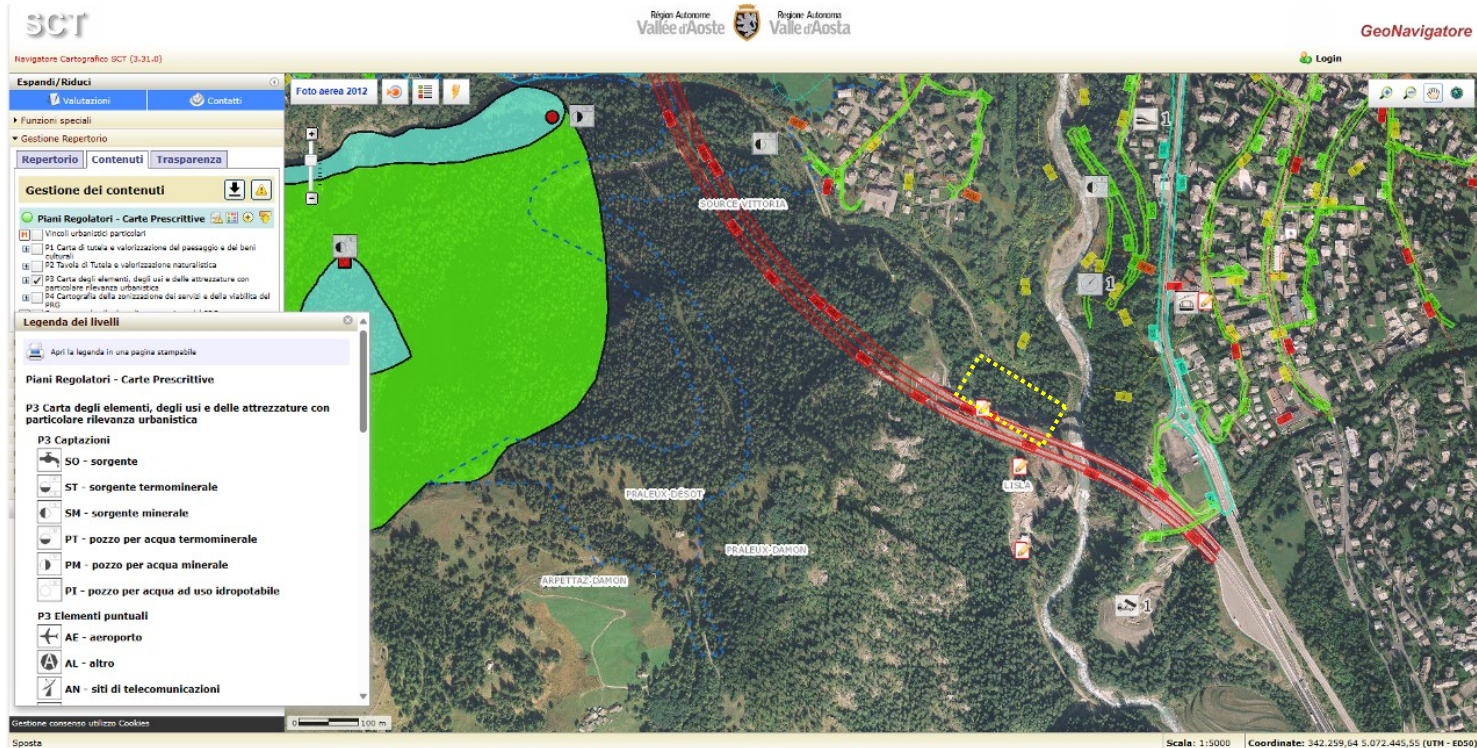 SCT
Région Autonome
Vallée d'Aoste
Regione Autonoma
Valle d'Aosta
GeoNavigatore
Navigatore Cartografico SCT (3.31.0)
Login
Espandi/Riduci
Valutazioni
Contatti
Funzioni speciali
Gestione Repertorio
Repertorio
Contenuti
Trasparenza
Gestione dei contenuti
Piani Regolatori - Carte Prescrittive
Vincoli urbanistici particolari
P1 Carta di tutela e valorizzazione del paesaggio e dei beni
culturali
P2 Tavola di Tutela e valorizzazione naturalistica
P3 Carta degli elementi, degli usi e delle attrezzature con
particolare rilevanza urbanistica
P4 Cartografia della zonizzazione dei servizi e della viabilita del
PRG
Legenda dei livelli
Apri la legenda in una pagina stampabile
Piani Regolatori - Carte Prescrittive
P3 Carta degli elementi, degli usi e delle attrezzature con
particolare rilevanza urbanistica
P3 Captazioni
SO - sorgente
ST - sorgente termominerale
SM - sorgente minerale
PT - pozzo per acqua termominerale
PM - pozzo per acqua minerale
PI - pozzo per acqua ad uso idropotabile
P3 Elementi puntuali
AE - aeroporto
AL - altro
AN - siti di telecomunicazioni
Gestione consenso utilizzo Cookies
Sposta
Foto aerea 2012
SOURCE VITTORIA
1
1
LISLA
PRALEUX-DESOT
PRALEUX-DAMON
ARPETTAZ-DAMON
1
0
100 m
Scala: 1:5000
Coordinate: 342.259,64 5.072.445,55 (UTM - ED50)